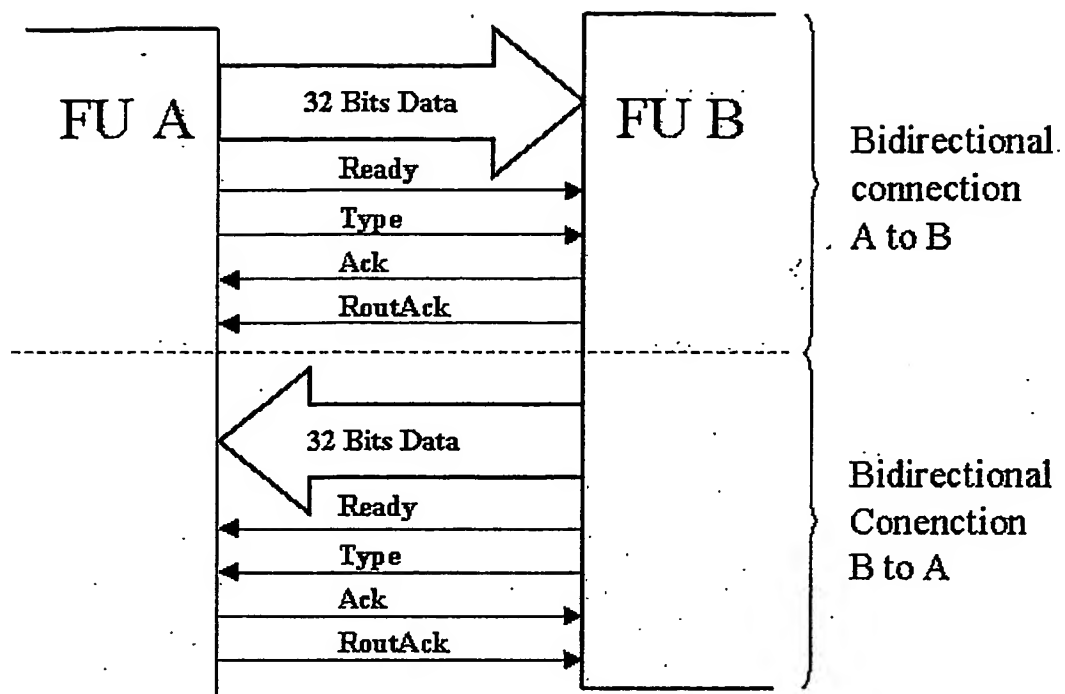 FU A
32 Bits Data
FU B
Ready
Type
Ack
RoutAck
Bidirectional
connection
A to B
32 Bits Data
Ready
Type
Ack
RoutAck
Bidirectional
Conenction
B to A